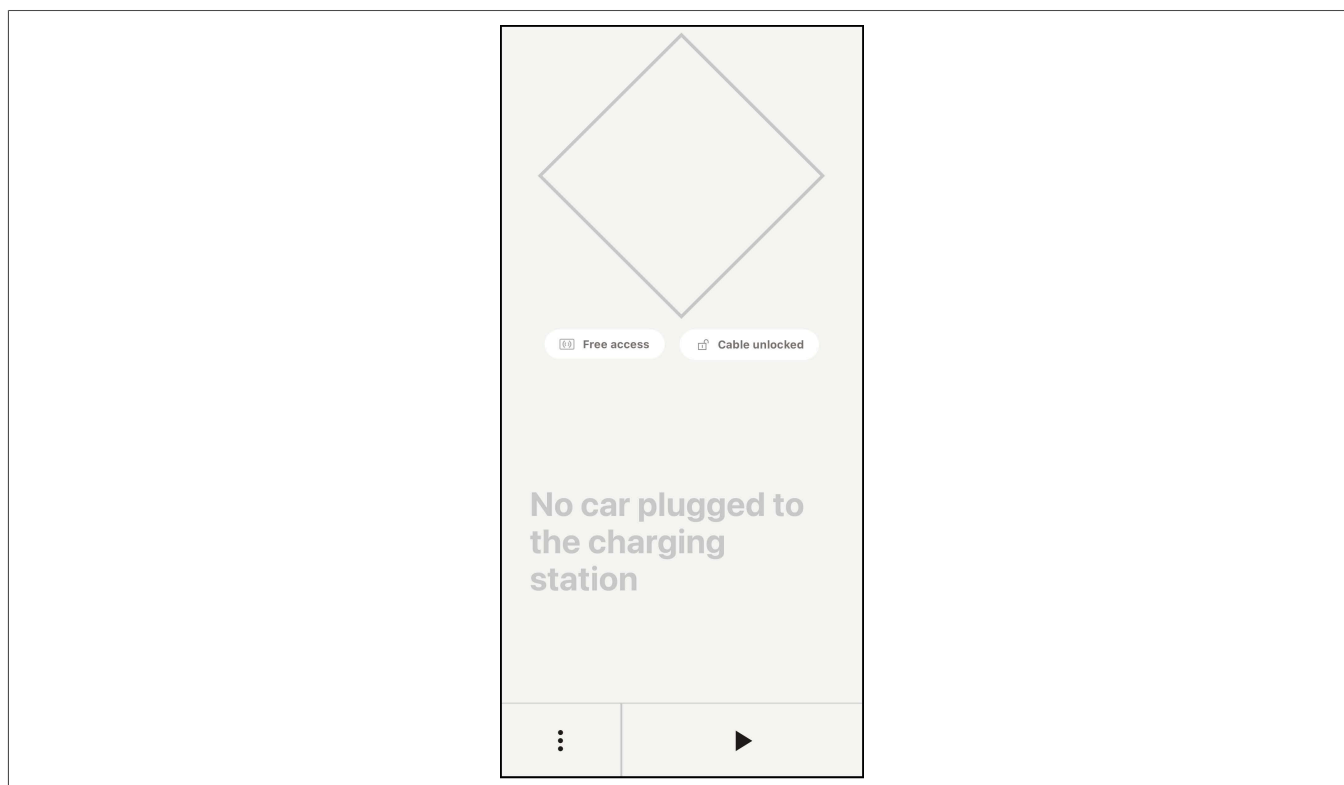 Free access
Cable unlocked
No car plugged to
the charging
station